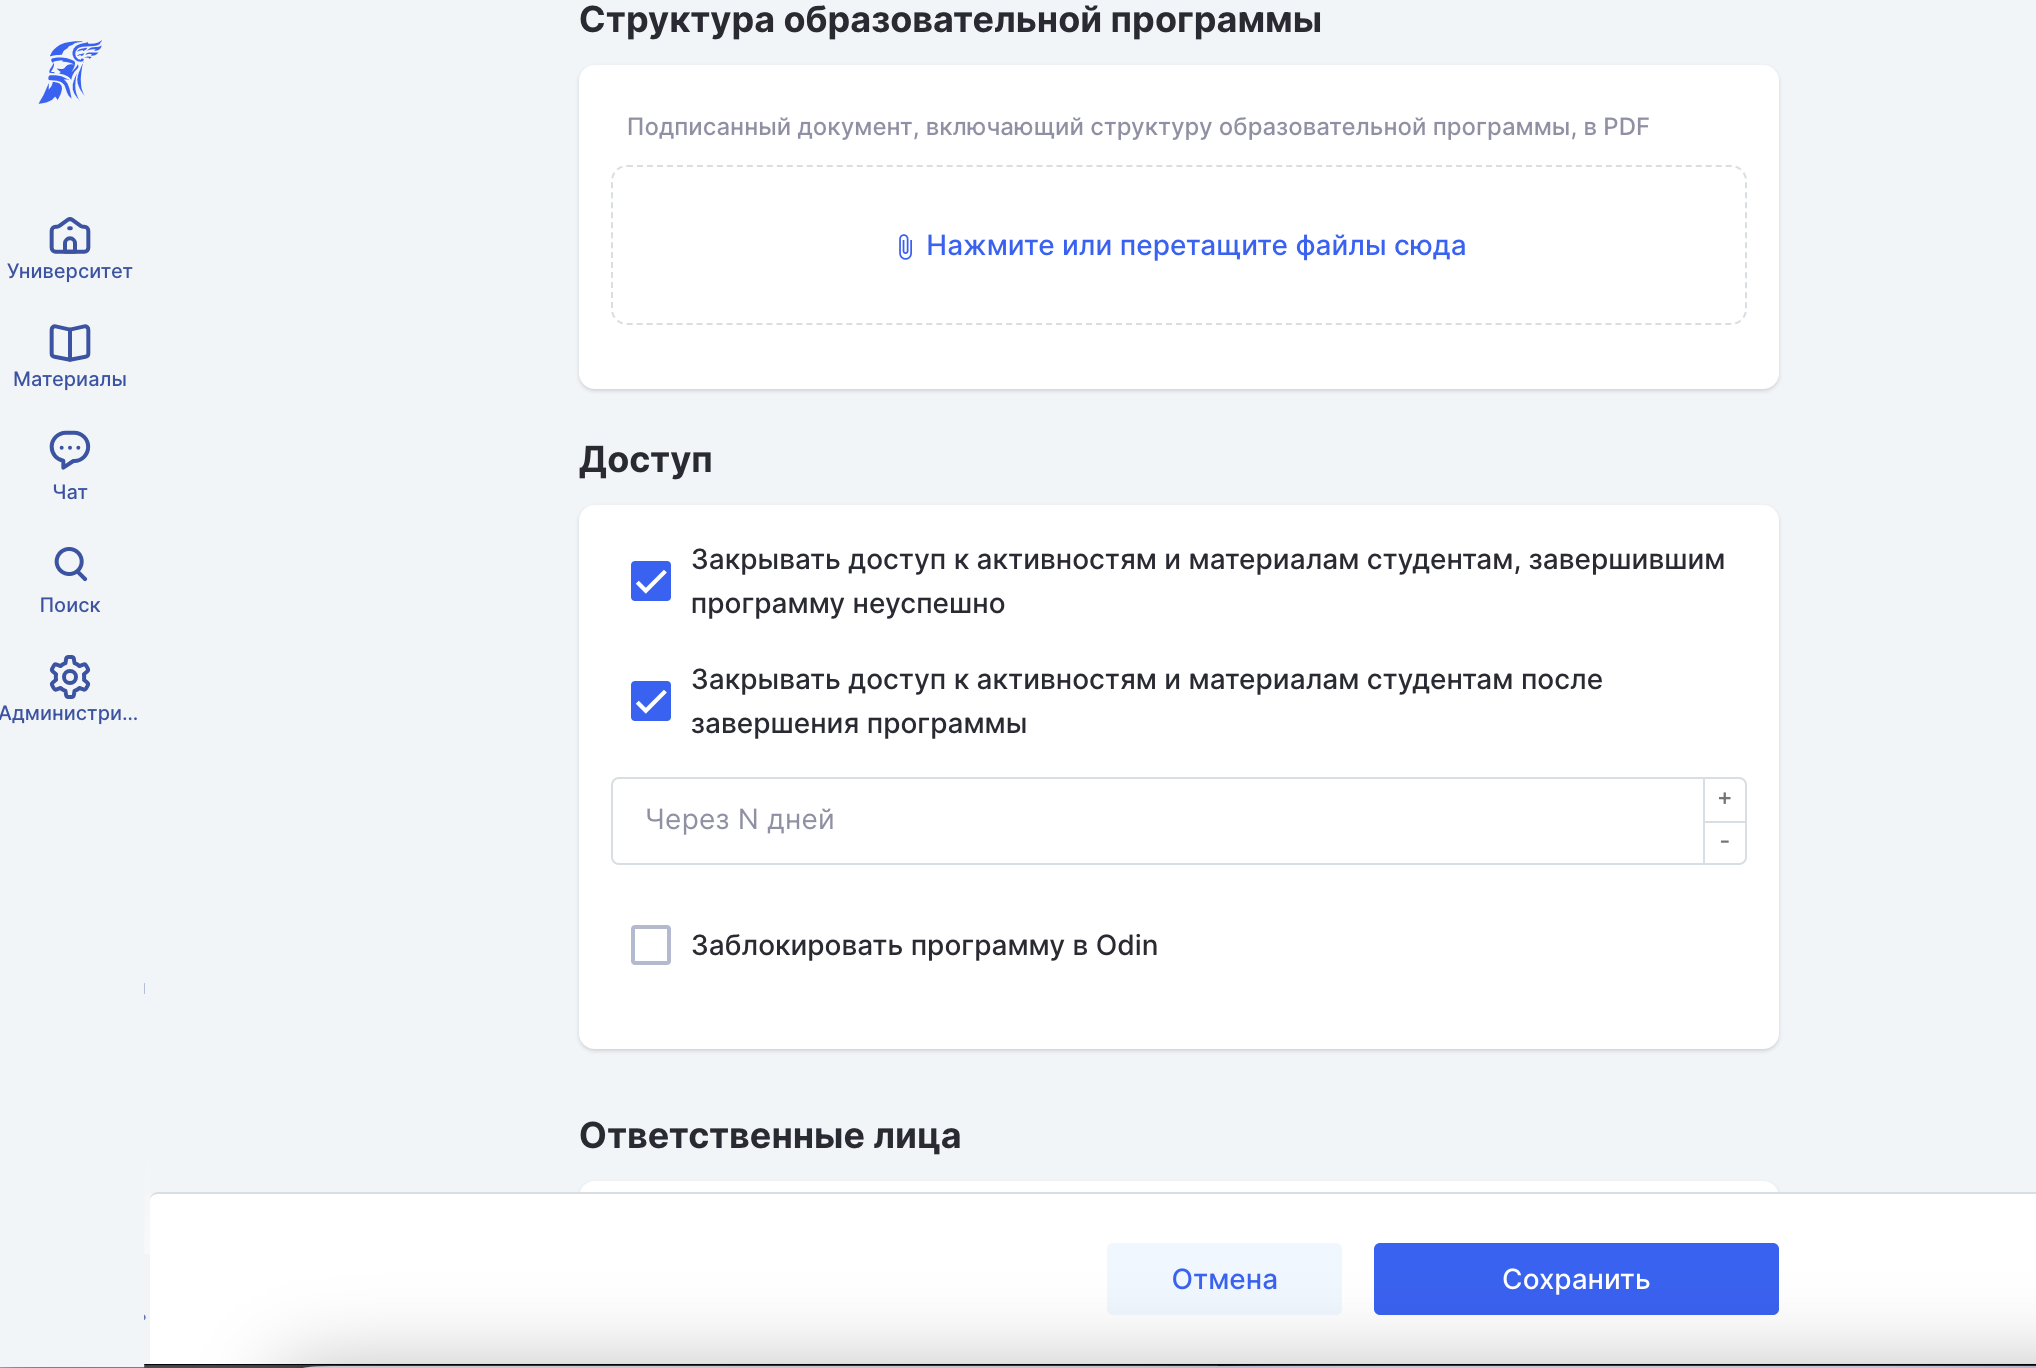 Структура образовательной программы
Подписанный документ, включающий структуру образовательной программы, в PDF
Нажмите или перетащите файлы сюда
Университет
Материалы
Чат
Поиск
Администри...
Доступ
Закрывать доступ к активностям и материалам студентам, завершившим
программу неуспешно
Закрывать доступ к активностям и материалам студентам после
завершения программы
Через N дней
+
-
Заблокировать программу в Odin
Ответственные лица
Отмена
Сохранить